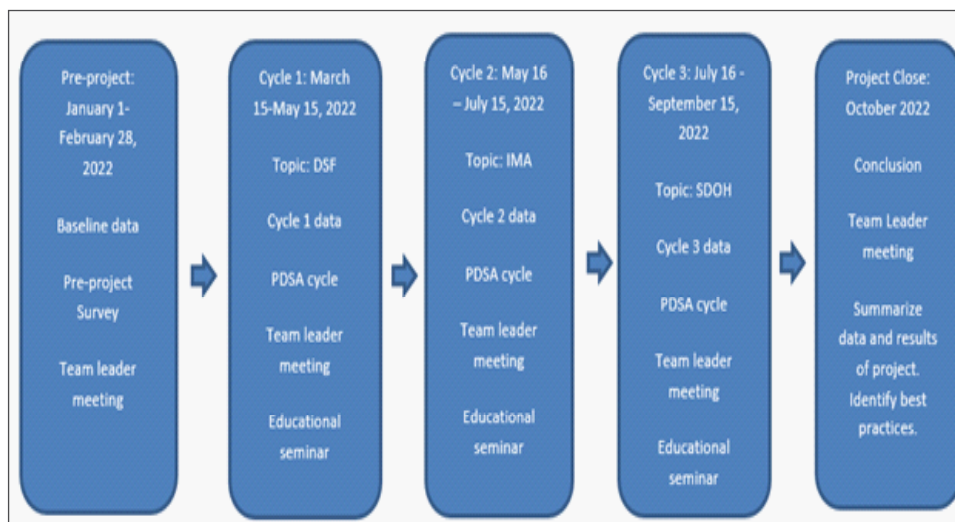 Pre-project:
January 1-
February 28,
2022
Baseline data
Pre-project
Survey
Team leader
meeting
Cycle 1: March
15-May 15, 2022
Topic: DSF
Cycle 1 data
PDSA cycle
Team leader
meeting
Educational
seminar
Cycle 2: May 16
– July 15, 2022
Topic: IMA
Cycle 2 data
PDSA cycle
Team leader
meeting
Educational
seminar
Cycle 3: July 16 -
September 15,
2022
Topic: SDOH
Cycle 3 data
PDSA cycle
Team leader
meeting
Educational
seminar
Project Close:
October 2022
Conclusion
Team Leader
meeting
Summarize
data and results
of project.
Identify best
practices.